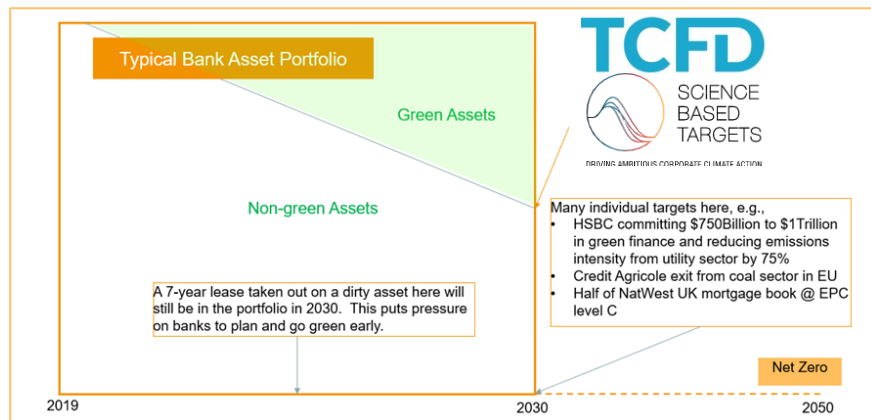 TCFD
Typical Bank Asset Portfolio
SCIENCE
BASED
TARGETS
Green Assets
DRIVING AMBITIOUS CORPORATE CLIMATE ACTION
Non-green Assets
Many individual targets here, e.g.,
• HSBC committing $750Billion to $1Trillion
in green finance and reducing emissions
intensity from utility sector by 75%
• Credit Agricole exit from coal sector in EU
• Half of NatWest UK mortgage book @ EPC
level C
A 7-year lease taken out on a dirty asset here will
still be in the portfolio in 2030. This puts pressure
on banks to plan and go green early.
Net Zero
2019
2030
2050